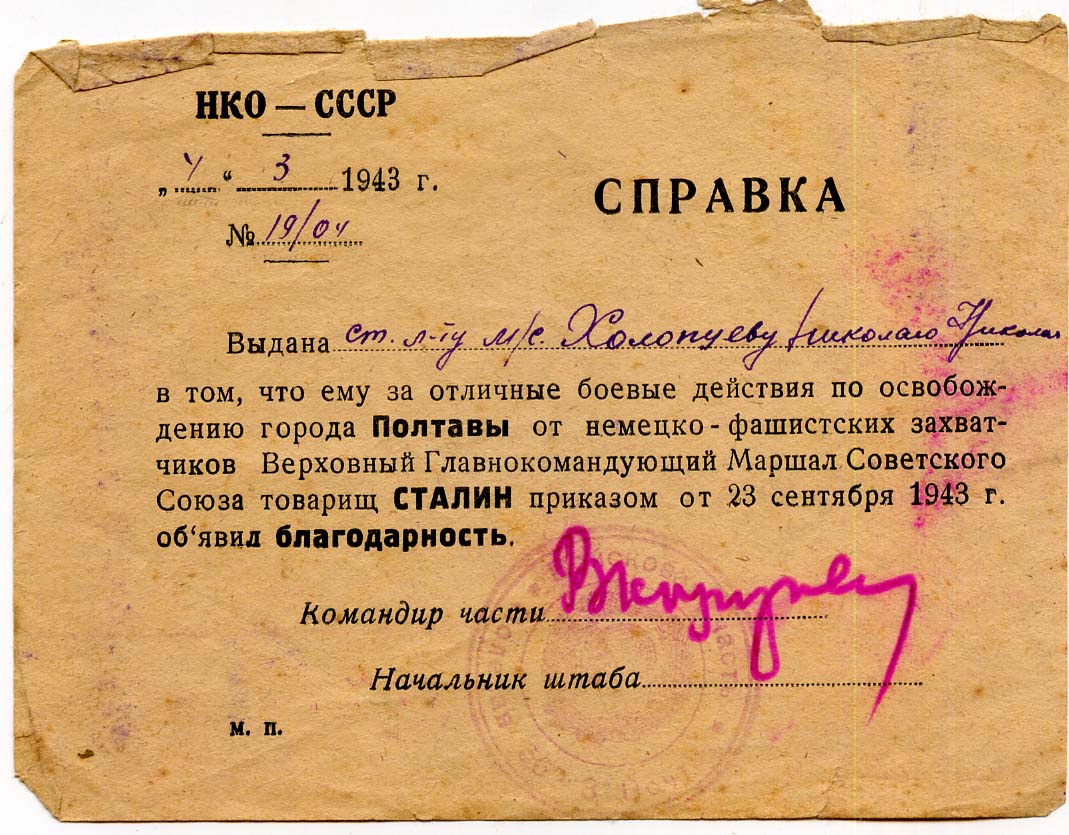 НКО — СССР
„4“ 3 1943 г.
№ 19/04
СПРАВКА
Выдана ст. л-ту м/с. Холопцеву Николаю Никола
в том, что ему за отличные боевые действия по освобож-
дению города Полтавы от немецко-фашистских захват-
чиков Верховный Главнокомандующий Маршал Советского
Союза товарищ СТАЛИН приказом от 23 сентября 1943 г.
об‘явил благодарность.
Командир части
Начальник штаба
м. п.